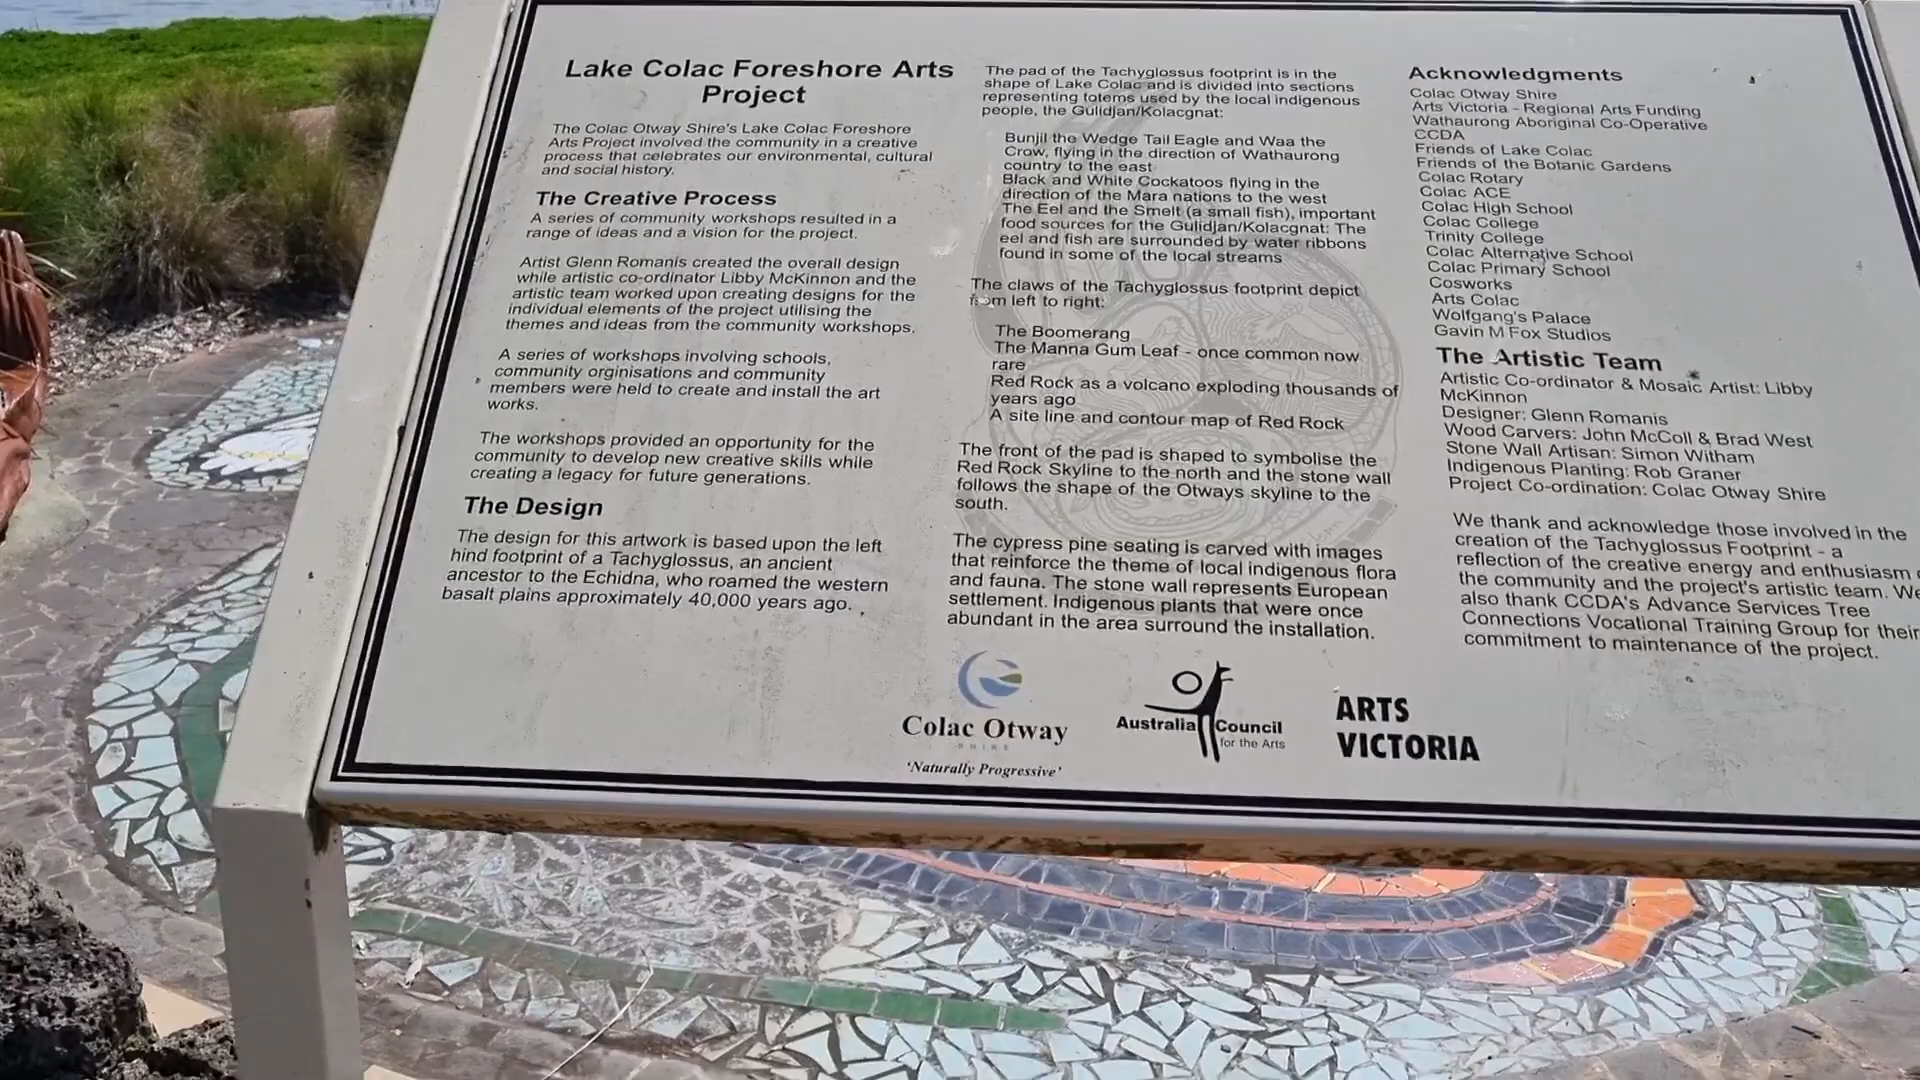 Lake Colac Foreshore Arts
Project
The Colac Otway Shire's Lake Colac Foreshore
Arts Project involved the community in a creative
process that celebrates our environmental, cultural
and social history.
The Creative Process
A series of community workshops resulted in a
range of ideas and a vision for the project.
Artist Glenn Romanis created the overall design
while artistic co-ordinator Libby McKinnon and the
artistic team worked upon creating designs for the
individual elements of the project utilising the
themes and ideas from the community workshops.
A series of workshops involving schools,
community orginisations and community
members were held to create and install the art
works.
The workshops provided an opportunity for the
community to develop new creative skills while
creating a legacy for future generations.
The Design
The design for this artwork is based upon the left
hind footprint of a Tachyglossus, an ancient
ancestor to the Echidna, who roamed the western
basalt plains approximately 40,000 years ago.
The pad of the Tachyglossus footprint is in the
shape of Lake Colac and is divided into sections
representing totems used by the local indigenous
people, the Gulidjan/Kolacgnat:
Bunjil the Wedge Tail Eagle and Waa the
Crow, flying in the direction of Wathaurong
country to the east
Black and White Cockatoos flying in the
direction of the Mara nations to the west
The Eel and the Smelt (a small fish), important
food sources for the Gulidjan/Kolacgnat: The
eel and fish are surrounded by water ribbons
found in some of the local streams
The claws of the Tachyglossus footprint depict
from left to right:
The Boomerang
The Manna Gum Leaf - once common now
rare
Red Rock as a volcano exploding thousands of
years ago
A site line and contour map of Red Rock
The front of the pad is shaped to symbolise the
Red Rock Skyline to the north and the stone wall
follows the shape of the Otways skyline to the
south.
The cypress pine seating is carved with images
that reinforce the theme of local indigenous flora
and fauna. The stone wall represents European
settlement. Indigenous plants that were once
abundant in the area surround the installation.
Acknowledgments
Colac Otway Shire
Arts Victoria - Regional Arts Funding
Wathaurong Aboriginal Co-Operative
CCDA
Friends of Lake Colac
Friends of the Botanic Gardens
Colac Rotary
Colac ACE
Colac High School
Colac College
Trinity College
Colac Alternative School
Colac Primary School
Cosworks
Arts Colac
Wolfgang's Palace
Gavin M Fox Studios
The Artistic Team
Artistic Co-ordinator & Mosaic Artist: Libby
McKinnon
Designer: Glenn Romanis
Wood Carvers: John McColl & Brad West
Stone Wall Artisan: Simon Witham
Indigenous Planting: Rob Graner
Project Co-ordination: Colac Otway Shire
We thank and acknowledge those involved in the
creation of the Tachyglossus Footprint - a
reflection of the creative energy and enthusiasm
the community and the project's artistic team. We
also thank CCDA's Advance Services Tree
Connections Vocational Training Group for their
commitment to maintenance of the project.
Colac Otway
SHIRE
'Naturally Progressive'
Australia Council
for the Arts
ARTS
VICTORIA